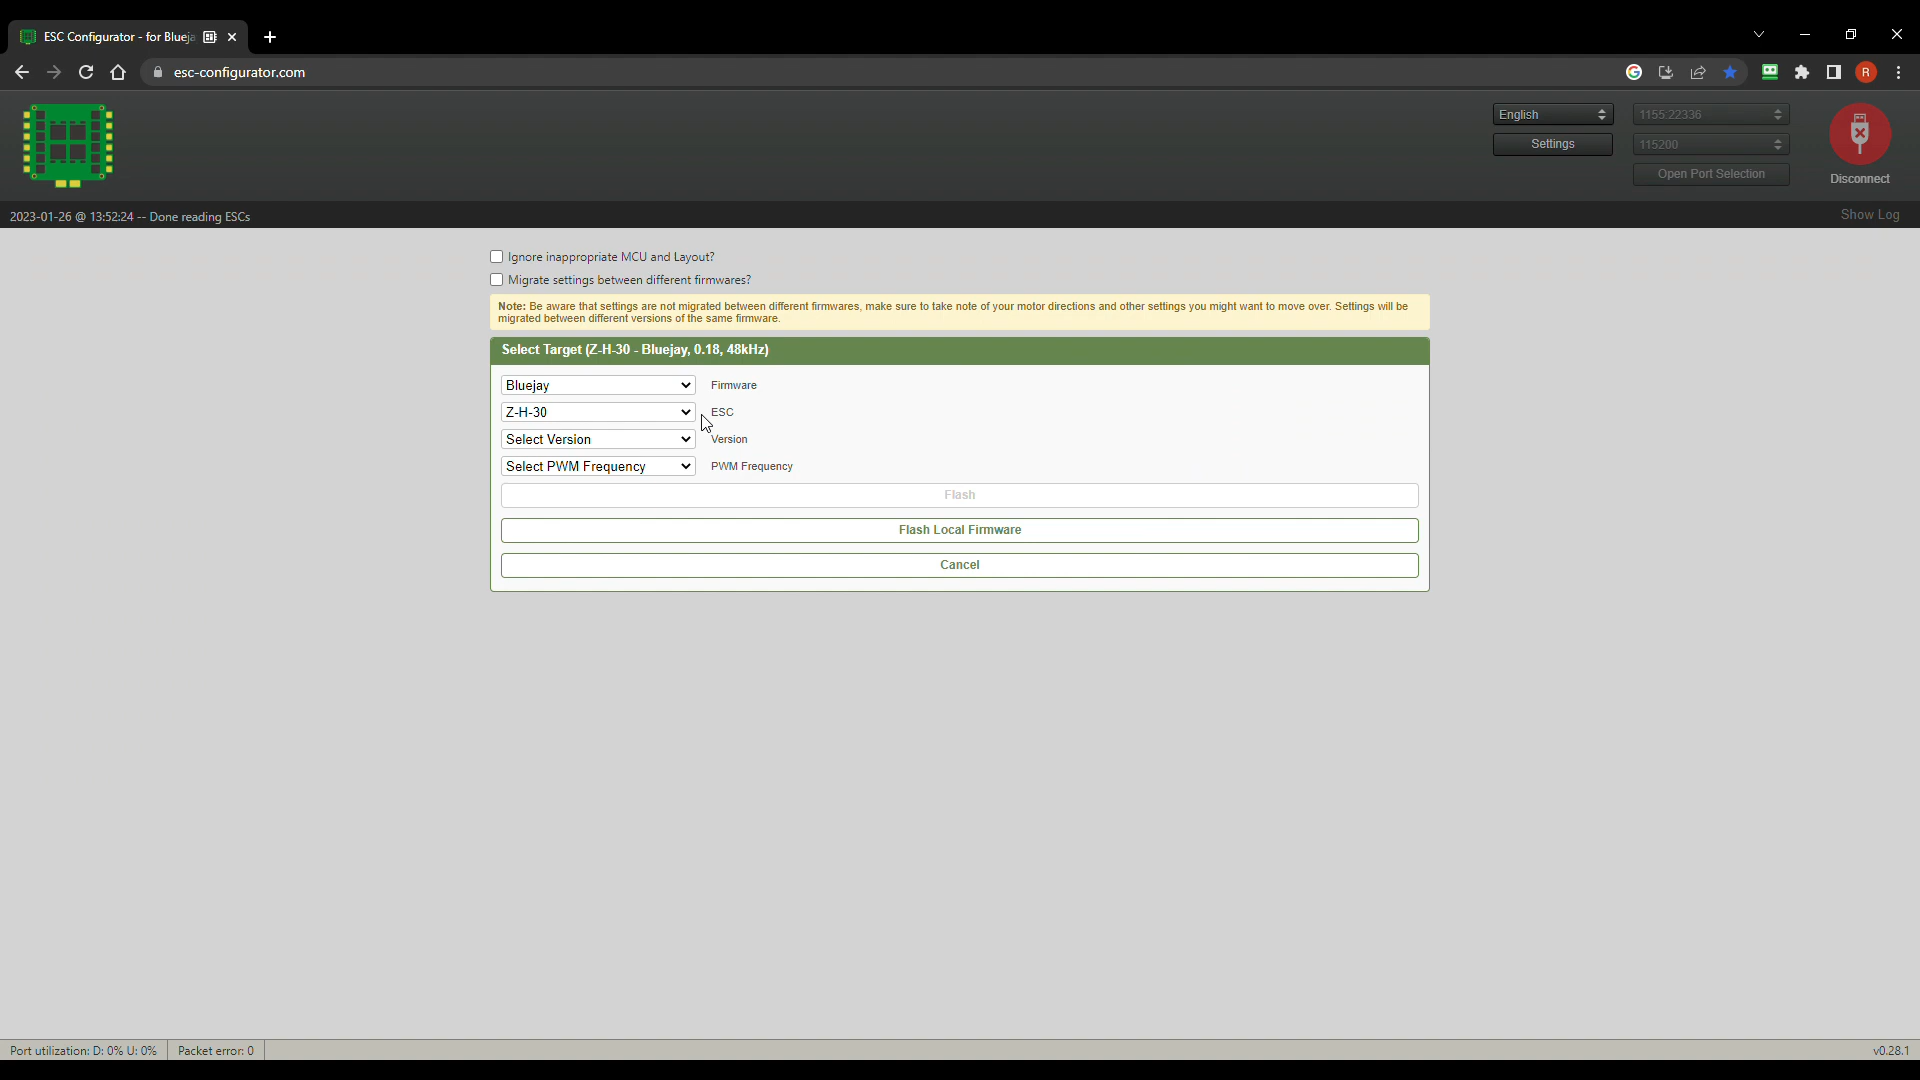 ESC Configurator - for Blueja
esc-configurator.com
R
English
1155:22336
Settings
115200
Open Port Selection
Disconnect
2023-01-26 @ 13:52:24 -- Done reading ESCs
Show Log
Ignore inappropriate MCU and Layout?
Migrate settings between different firmwares?
Note: Be aware that settings are not migrated between different firmwares, make sure to take note of your motor directions and other settings you might want to move over. Settings will be
migrated between different versions of the same firmware.
Select Target (Z-H-30 - Bluejay, 0.18, 48kHz)
Bluejay Firmware
Z-H-30 ESC
Select Version Version
Select PWM Frequency PWM Frequency
Flash
Flash Local Firmware
Cancel
Port utilization: D: 0% U: 0% Packet error: 0 v0.28.1